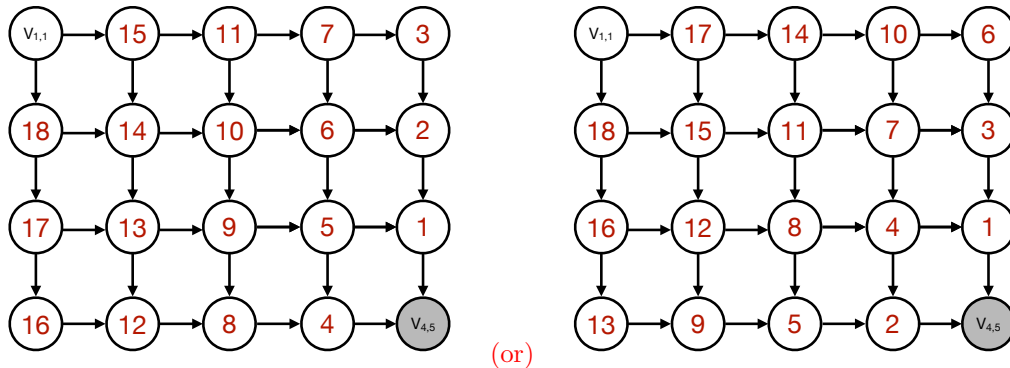 V1,1 15 11 7 3
18 14 10 6 2
17 13 9 5 1
16 12 8 4 V4,5
(or)
V1,1 17 14 10 6
18 15 11 7 3
16 12 8 4 1
13 9 5 2 V4,5